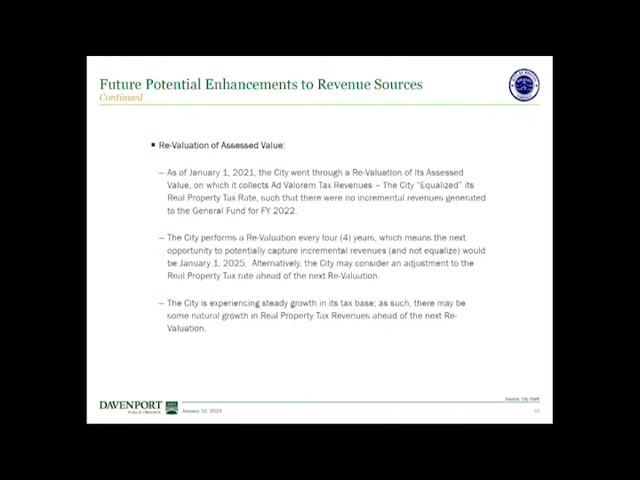 Future Potential Enhancements to Revenue Sources
Continued
▪ Re-Valuation of Assessed Value:
– As of January 1, 2021, the City went through a Re-Valuation of its Assessed
Value, on which it collects Ad Valorem Tax Revenues – The City “Equalized” its
Real Property Tax Rate, such that there were no incremental revenues generated
to the General Fund for FY 2022.
– The City performs a Re-Valuation every four (4) years, which means the next
opportunity to potentially capture incremental revenues (and not equalize) would
be January 1, 2025. Alternatively, the City may consider an adjustment to the
Real Property Tax rate ahead of the next Re-Valuation.
– The City is experiencing steady growth in its tax base; as such, there may be
some natural growth in Real Property Tax Revenues ahead of the next Re-
Valuation.
Source: City Staff
DAVENPORT
PUBLIC FINANCE
January 10, 2023